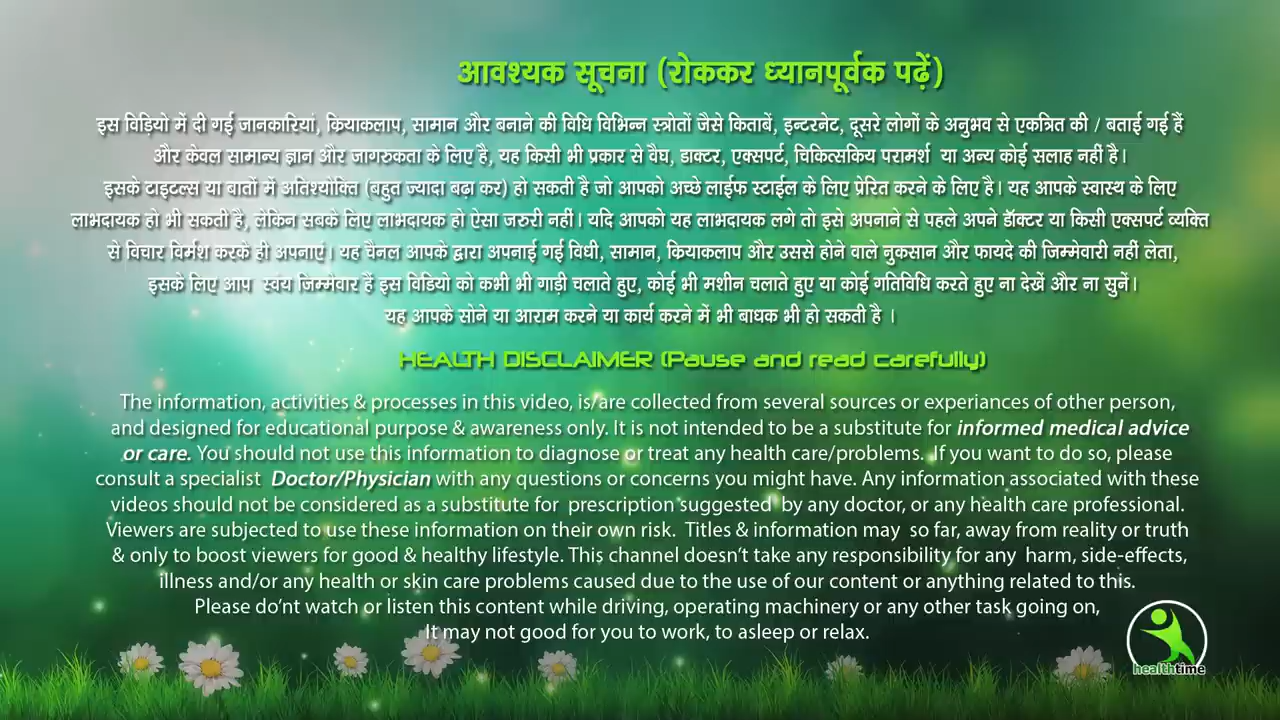 आवश्यक सूचना (रोककर ध्यानपूर्वक पढ़ें)
इस विड़ियो में दी गई जानकारियां, क्रियाकलाप, सामान और बनाने की विधि विभिन्न स्त्रोतों जैसे किताबें, इन्टरनेट, दूसरे लोगों के अनुभव से एकत्रित की / बताई गई हैं
और केवल सामान्य ज्ञान और जागरुकता के लिए है, यह किसी भी प्रकार से वैघ, डाक्टर, एक्सपर्ट, चिकित्सकिय परामर्श या अन्य कोई सलाह नहीं है।
इसके टाइटल्स या बातों में अतिश्योक्ति (बहुत ज्यादा बढ़ा कर) हो सकती है जो आपको अच्छे लाईफ स्टाईल के लिए प्रेरित करने के लिए है। यह आपके स्वास्थ के लिए
लाभदायक हो भी सकती है, लेकिन सबके लिए लाभदायक हो ऐसा जरुरी नहीं। यदि आपको यह लाभदायक लगे तो इसे अपनाने से पहले अपने डॉक्टर या किसी एक्सपर्ट व्यक्ति
से विचार विर्मश करके ही अपनाएं। यह चैनल आपके द्वारा अपनाई गई विधी, सामान, क्रियाकलाप और उससे होने वाले नुकसान और फायदे की जिम्मेवारी नहीं लेता,
इसके लिए आप स्वंय जिम्मेवार हैं इस विडियो को कभी भी गाड़ी चलाते हुए, कोई भी मशीन चलाते हुए या कोई गतिविधि करते हुए ना देखें और ना सुनें।
यह आपके सोने या आराम करने या कार्य करने में भी बाधक भी हो सकती है ।
HEALTH DISCLAIMER (Pause and read carefully)
The information, activities & processes in this video, is/are collected from several sources or experiances of other person,
and designed for educational purpose & awareness only. It is not intended to be a substitute for informed medical advice
or care. You should not use this information to diagnose or treat any health care/problems. If you want to do so, please
consult a specialist Doctor/Physician with any questions or concerns you might have. Any information associated with these
videos should not be considered as a substitute for prescription suggested by any doctor, or any health care professional.
Viewers are subjected to use these information on their own risk. Titles & information may so far, away from reality or truth
& only to boost viewers for good & healthy lifestyle. This channel doesn't take any responsibility for any harm, side-effects,
illness and/or any health or skin care problems caused due to the use of our content or anything related to this.
Please do'nt watch or listen this content while driving, operating machinery or any other task going on,
It may not good for you to work, to asleep or relax.
healthtime